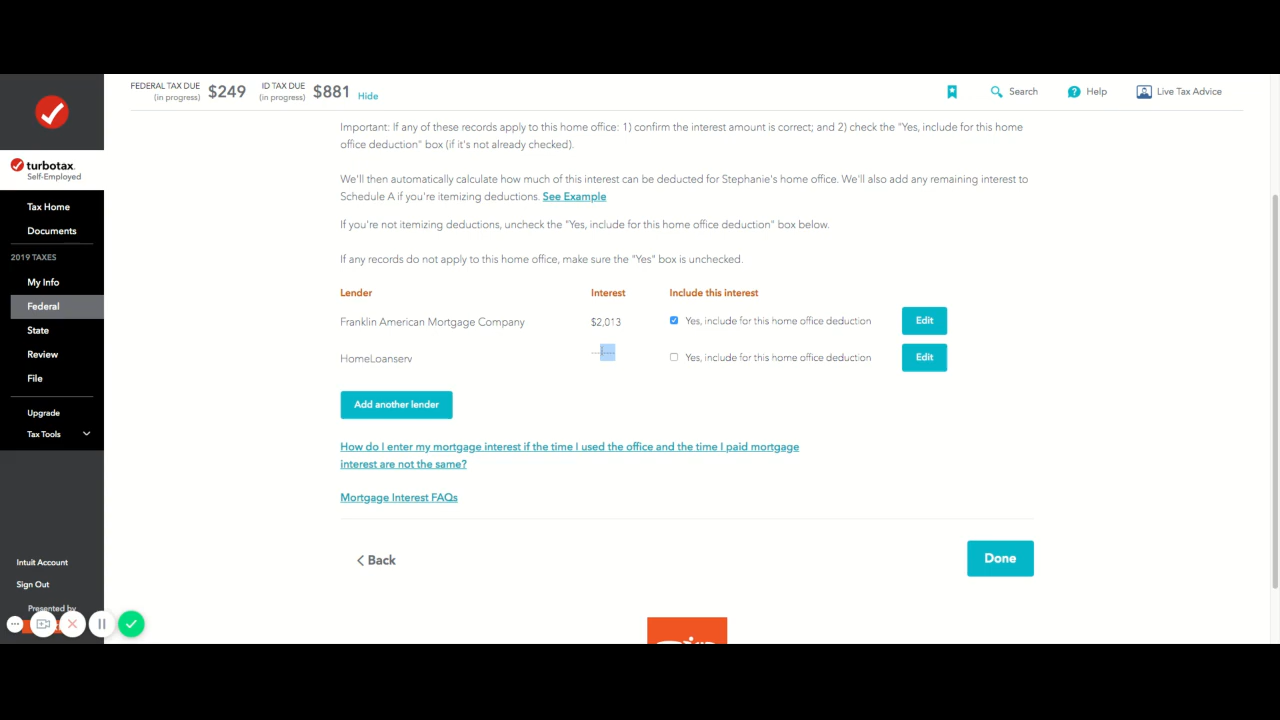 FEDERAL TAX DUE
(in progress)
$249
ID TAX DUE
(in progress)
$881
Hide
Search
Help
Live Tax Advice
turbotax
Self-Employed
Tax Home
Documents
2019 TAXES
My Info
Federal
State
Review
File
Upgrade
Tax Tools
Intuit Account
Sign Out
Presented by
Important: If any of these records apply to this home office: 1) confirm the interest amount is correct; and 2) check the "Yes, include for this home
office deduction" box (if it's not already checked).
We'll then automatically calculate how much of this interest can be deducted for Stephanie's home office. We'll also add any remaining interest to
Schedule A if you're itemizing deductions. See Example
If you're not itemizing deductions, uncheck the "Yes, include for this home office deduction" box below.
If any records do not apply to this home office, make sure the "Yes" box is unchecked.
Lender Interest Include this interest
Franklin American Mortgage Company $2,013 Yes, include for this home office deduction Edit
HomeLoanserv Yes, include for this home office deduction Edit
Add another lender
How do I enter my mortgage interest if the time I used the office and the time I paid mortgage
interest are not the same?
Mortgage Interest FAQs
Back
Done